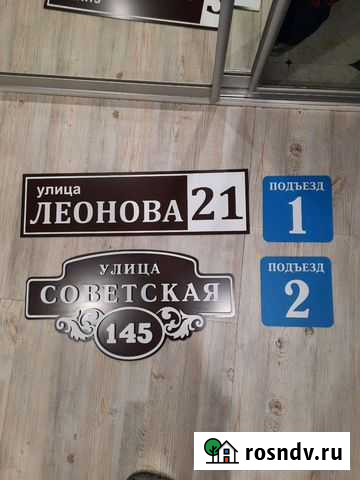 улица
ЛЕОНОВА 21
ПОДЪЕЗД
1
УЛИЦА
СОВЕТСКАЯ
145
ПОДЪЕЗД
2
rosndv.ru